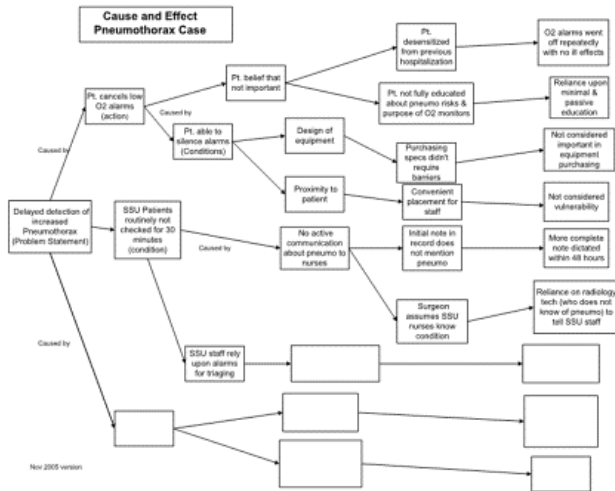 Cause and Effect
Pneumothorax Case
Pt.
desensitized
from previous
hospitalization
O2 alarms went
off repeatedly
with no ill effects
Pt. belief that
not important
Pt. cancels low
O2 alarms
(action)
Pt. not fully educated
about pneumo risks &
purpose of O2 monitors
Reliance upon
minimal &
passive
education
Caused by
Pt. able to
silence alarms
(Conditions)
Design of
equipment
Caused by
Purchasing
specs didn't
require
barriers
Not considered
important in
equipment
purchasing
Proximity to
patient
Convenient
placement for
staff
Not considered
vulnerability
Delayed detection of
increased
Pneumothorax
(Problem Statement)
SSU Patients
routinely not
checked for 30
minutes
(condition)
Caused by
No active
communication
about pneumo to
nurses
Initial note in
record does not
mention pneumo
More complete
note dictated
within 48 hours
Surgeon
assumes SSU
nurses know
condition
Reliance on radiology
tech (who does not
know of pneumo) to
tell SSU staff
Caused by
SSU staff rely
upon alarms
for triaging
Nov 2005 version